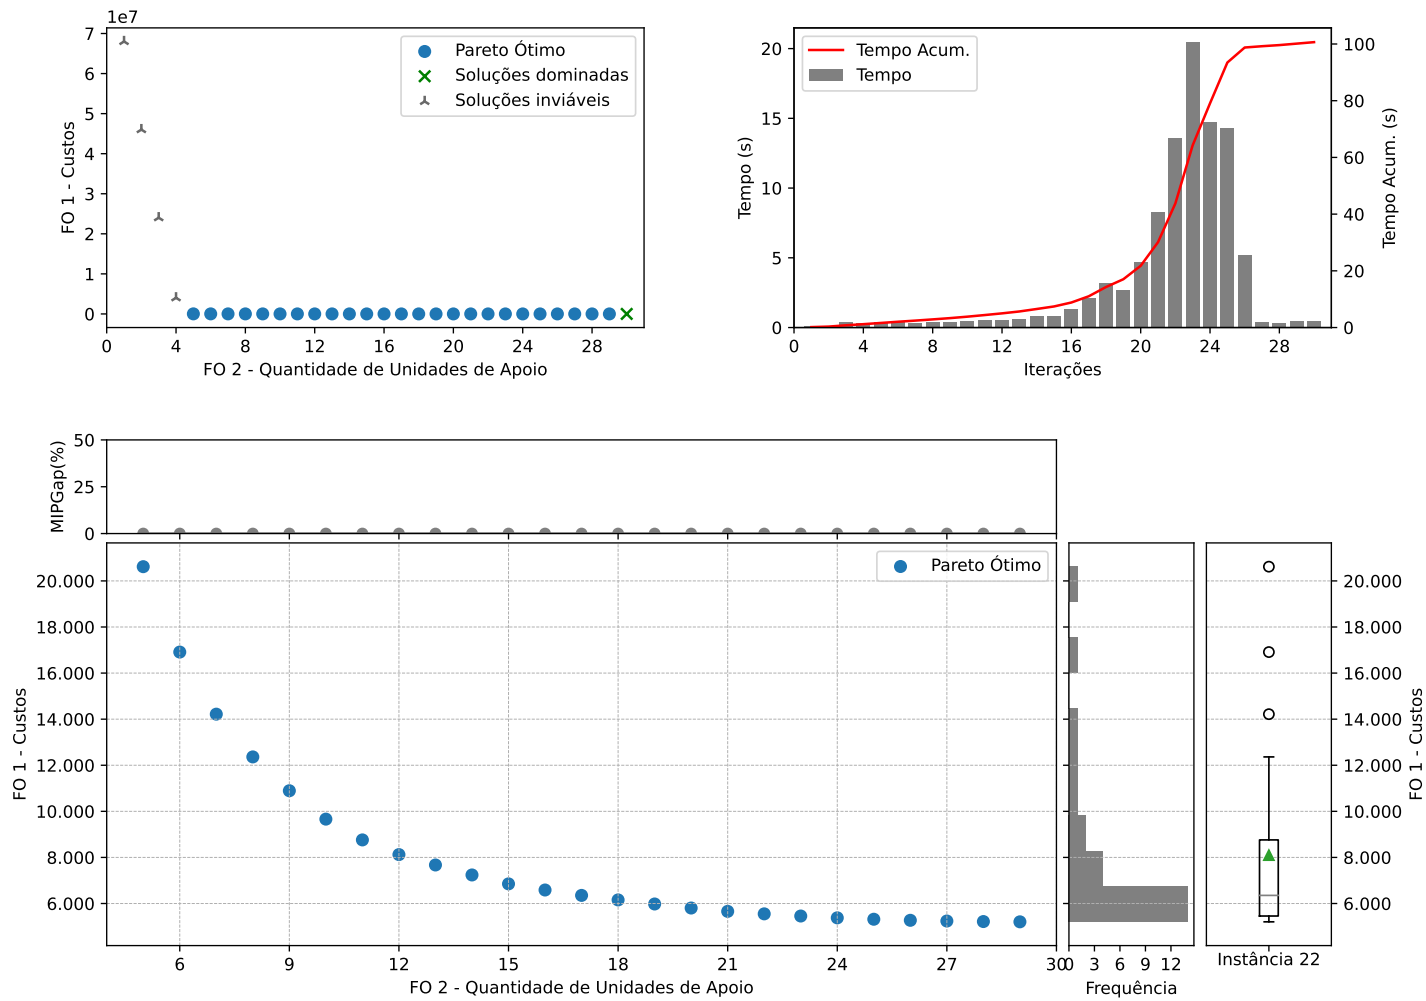 1e7
7
6
5
4
3
2
1
0
FO 1 - Custos
0 4 8 12 16 20 24 28
FO 2 - Quantidade de Unidades de Apoio
Pareto Ótimo
Soluções dominadas
Soluções inviáveis
20
15
10
5
0
Tempo (s)
0 4 8 12 16 20 24 28
Iterações
Tempo Acum.
Tempo
100
80
60
40
20
0
Tempo Acum. (s)
50
25
0
MIPGap(%)
20.000
18.000
16.000
14.000
12.000
10.000
8.000
6.000
FO 1 - Custos
Pareto Ótimo
6 9 12 15 18 21 24 27 30
FO 2 - Quantidade de Unidades de Apoio
0 3 6 9 12
Frequência
Instância 22
20.000
18.000
16.000
14.000
12.000
10.000
8.000
6.000
FO 1 - Custos